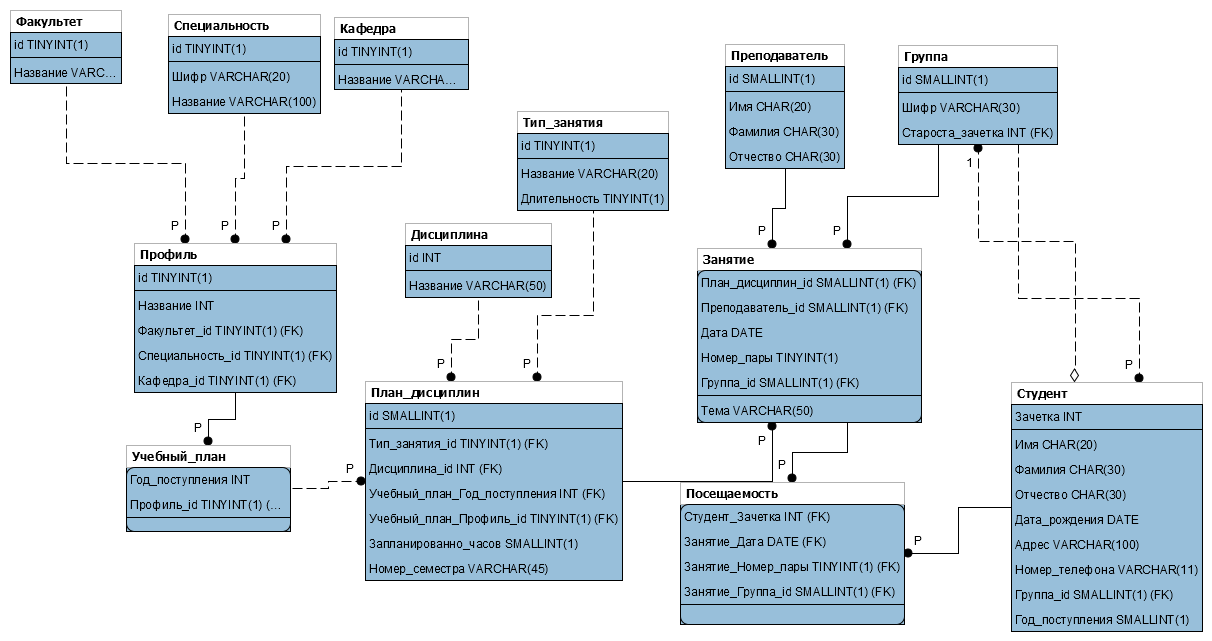 Факультет
id TINYINT(1)
Название VARC...
Специальность
id TINYINT(1)
Шифр VARCHAR(20)
Название VARCHAR(100)
Кафедра
id TINYINT(1)
Название VARCHA...
Тип_занятия
id TINYINT(1)
Название VARCHAR(20)
Длительность TINYINT(1)
Преподаватель
id SMALLINT(1)
Имя CHAR(20)
Фамилия CHAR(30)
Отчество CHAR(30)
Группа
id SMALLINT(1)
Шифр VARCHAR(30)
Староста_зачетка INT (FK)
1
P
P
P
P
P
Профиль
id TINYINT(1)
Название INT
Факультет_id TINYINT(1) (FK)
Специальность_id TINYINT(1) (FK)
Кафедра_id TINYINT(1) (FK)
Дисциплина
id INT
Название VARCHAR(50)
Занятие
План_дисциплин_id SMALLINT(1) (FK)
Преподаватель_id SMALLINT(1) (FK)
Дата DATE
Номер_пары TINYINT(1)
Группа_id SMALLINT(1) (FK)
Тема VARCHAR(50)
P
P
P
План_дисциплин
id SMALLINT(1)
Тип_занятия_id TINYINT(1) (FK)
Дисциплина_id INT (FK)
Учебный_план_Год_поступления INT (FK)
Учебный_план_Профиль_id TINYINT(1) (FK)
Запланированно_часов SMALLINT(1)
Номер_семестра VARCHAR(45)
P
P
P
P
Учебный_план
Год_поступления INT
Профиль_id TINYINT(1) (...
Посещаемость
Студент_Зачетка INT (FK)
Занятие_Дата DATE (FK)
Занятие_Номер_пары TINYINT(1) (FK)
Занятие_Группа_id SMALLINT(1) (FK)
P
Студент
Зачетка INT
Имя CHAR(20)
Фамилия CHAR(30)
Отчество CHAR(30)
Дата_рождения DATE
Адрес VARCHAR(100)
Номер_телефона VARCHAR(11)
Группа_id SMALLINT(1) (FK)
Год_поступления SMALLINT(1)